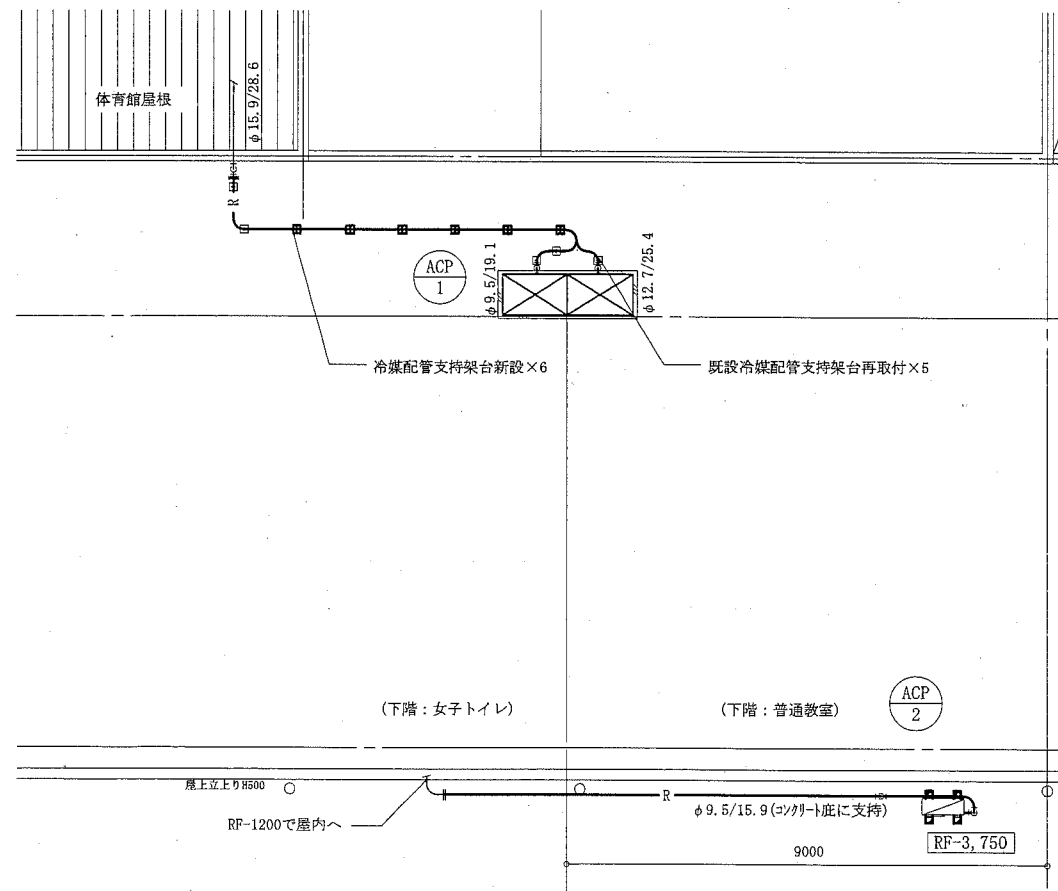 体育館屋根
φ15.9/28.6
R
ACP
1
φ9.5/19.1
φ12.7/25.4
冷媒配管支持架台新設×6
既設冷媒配管支持架台再取付×5
(下階：女子トイレ)
(下階：普通教室)
ACP
2
屋上立上りH500
R
φ9.5/15.9(コンクリート庇に支持)
RF-1200で屋内へ
RF-3,750
9000